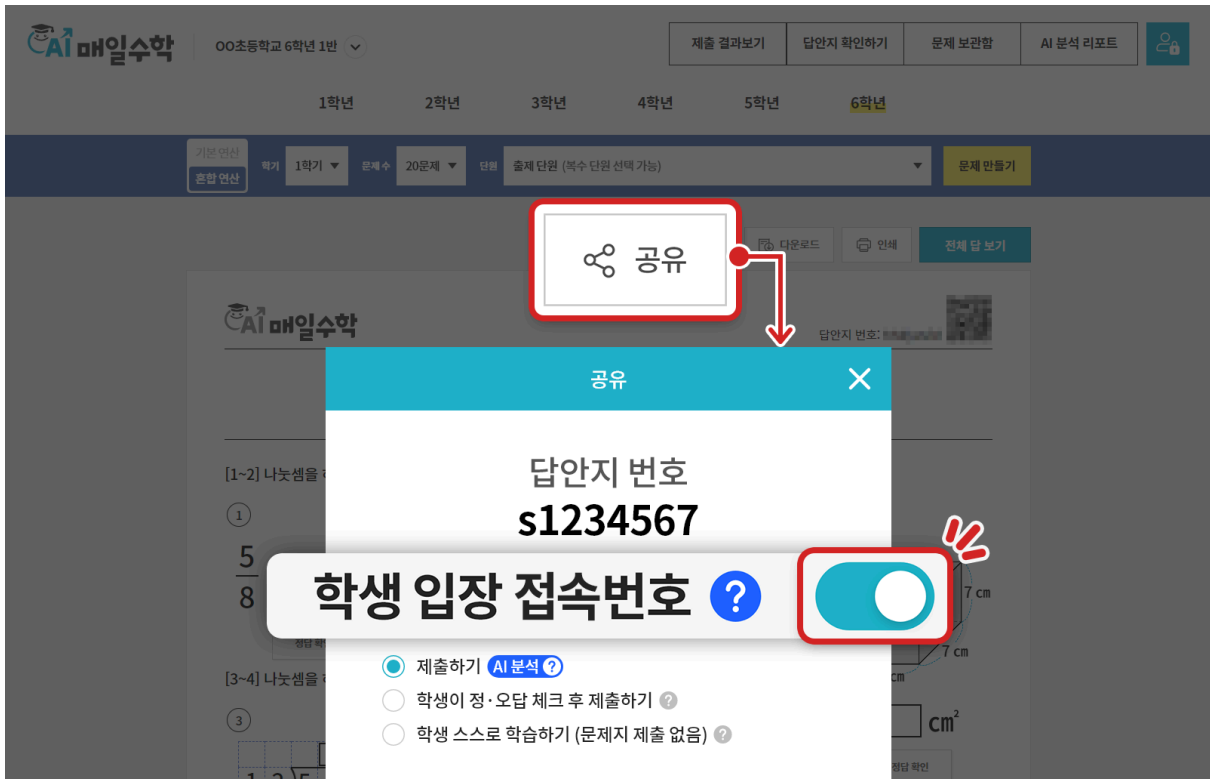 AI 매일수학
OO초등학교 6학년 1반
제출 결과보기
답안지 확인하기
문제 보관함
AI 분석 리포트
1학년
2학년
3학년
4학년
5학년
6학년
기본 연산
혼합 연산
학기
1학기
문제 수
20문제
단원
출제 단원 (복수 단원 선택 가능)
문제 만들기
공유
다운로드
인쇄
전체 답 보기
AI 매일수학
답안지 번호:
공유
답안지 번호
s1234567
[1~2] 나눗셈을
1
5
8
학생 입장 접속번호 ?
7 cm
7 cm
cm
제출하기 AI 분석 ?
학생이 정·오답 체크 후 제출하기 ?
학생 스스로 학습하기 (문제지 제출 없음) ?
[3~4] 나눗셈을
3
cm²
정답 확인